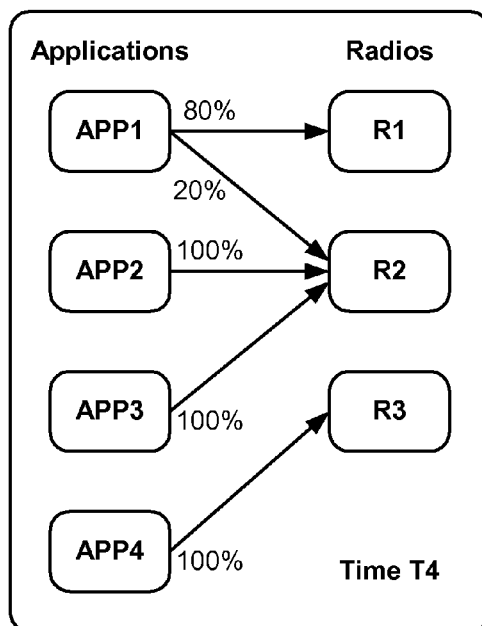 Applications Radios
80%
APP1 R1
20%
100%
APP2 R2
APP3 R3
100%
APP4
100%
Time T4